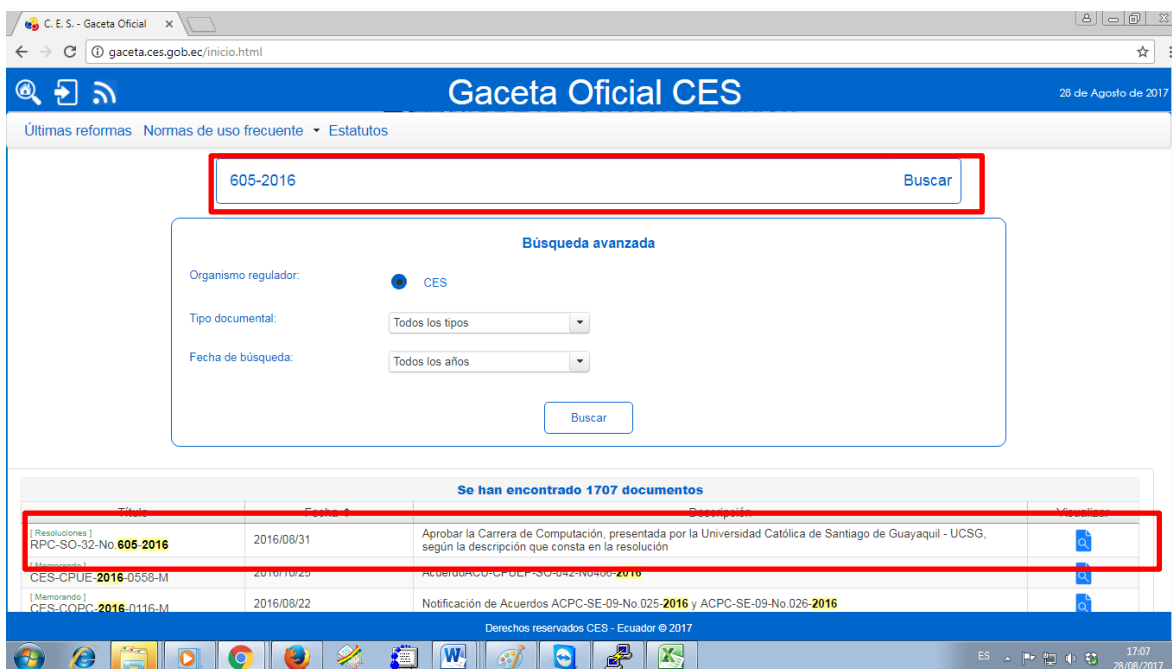 C. E. S. - Gaceta Oficial
gaceta.ces.gob.ec/inicio.html
Gaceta Oficial CES
28 de Agosto de 2017
Últimas reformas Normas de uso frecuente Estatutos
605-2016 Buscar
Búsqueda avanzada
Organismo regulador: CES
Tipo documental: Todos los tipos
Fecha de búsqueda: Todos los años
Buscar
Se han encontrado 1707 documentos
Título Fecha Descripción Visualizar
[ Resoluciones ]
RPC-SO-32-No.605-2016 2016/08/31 Aprobar la Carrera de Computación, presentada por la Universidad Católica de Santiago de Guayaquil - UCSG,
según la descripción que consta en la resolución
[ Memorando ]
CES-CPUE-2016-0558-M 2016/10/25 AcuerdoACU-CPUEP-SO-042-No486-2016
[ Memorando ]
CES-COPC-2016-0116-M 2016/08/22 Notificación de Acuerdos ACPC-SE-09-No.025-2016 y ACPC-SE-09-No.026-2016
Derechos reservados CES - Ecuador © 2017
ES 17:07
28/08/2017